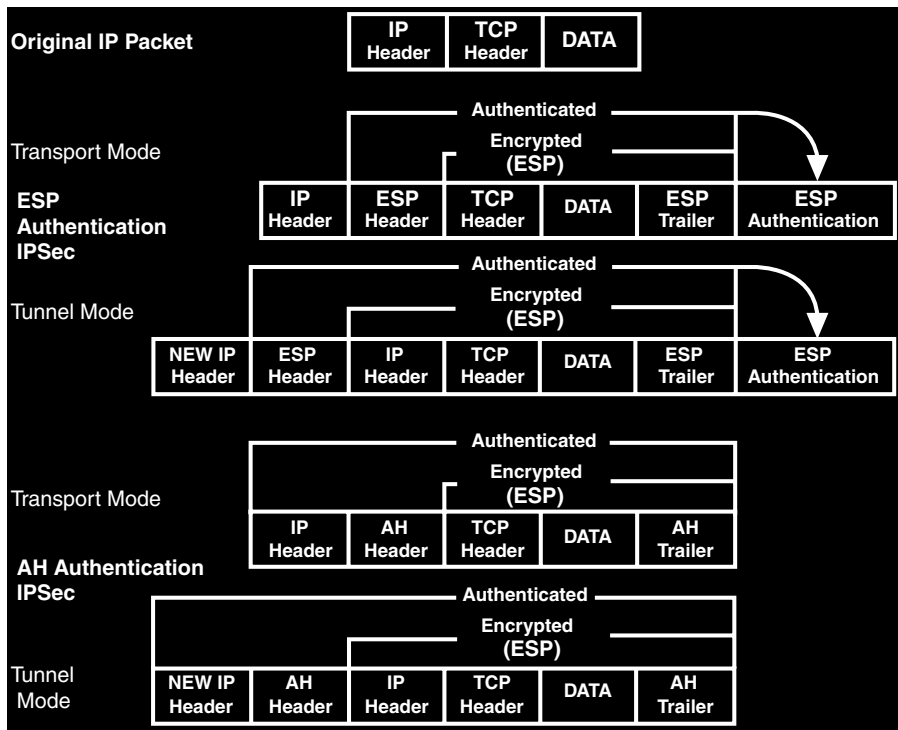 Original IP Packet
IP Header
TCP Header
DATA
Authenticated
Encrypted (ESP)
Transport Mode
IP Header
ESP Header
TCP Header
DATA
ESP Trailer
ESP Authentication
ESP Authentication IPSec
Authenticated
Encrypted (ESP)
Tunnel Mode
NEW IP Header
ESP Header
IP Header
TCP Header
DATA
ESP Trailer
ESP Authentication
Authenticated
Encrypted (ESP)
Transport Mode
IP Header
AH Header
TCP Header
DATA
AH Trailer
AH Authentication IPSec
Authenticated
Encrypted (ESP)
Tunnel Mode
NEW IP Header
AH Header
IP Header
TCP Header
DATA
AH Trailer